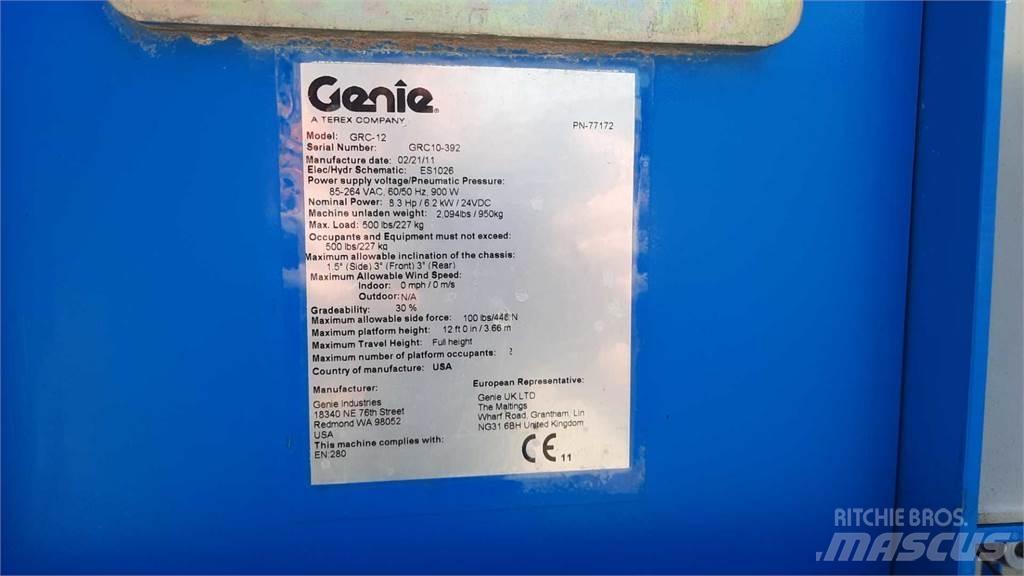 Genie
A TEREX COMPANY
PN-77172
Model: GRC-12
Serial Number: GRC10-392
Manufacture date: 02/21/11
Elec/Hydr Schematic: ES1026
Power supply voltage/Pneumatic Pressure:
85-264 VAC, 60/50 Hz, 900 W
Nominal Power: 8.3 Hp / 6.2 kW / 24VDC
Machine unladen weight: 2,094lbs / 950kg
Max. Load: 500 lbs/227 kg
Occupants and Equipment must not exceed:
500 lbs/227 kg
Maximum allowable inclination of the chassis:
1.5° (Side) 3° (Front) 3° (Rear)
Maximum Allowable Wind Speed:
Indoor: 0 mph / 0 m/s
Outdoor: N/A
Gradeability: 30 %
Maximum allowable side force: 100 lbs/448 N
Maximum platform height: 12 ft 0 in / 3.66 m
Maximum Travel Height: Full height
Maximum number of platform occupants: 2
Country of manufacture: USA
Manufacturer:
Genie Industries
18340 NE 76th Street
Redmond WA 98052
USA
This machine complies with:
EN:280
European Representative:
Genie UK LTD
The Maltings
Wharf Road, Grantham, Lin
NG31 6BH United Kingdom
CE 11
RITCHIE BROS.
MASCUS